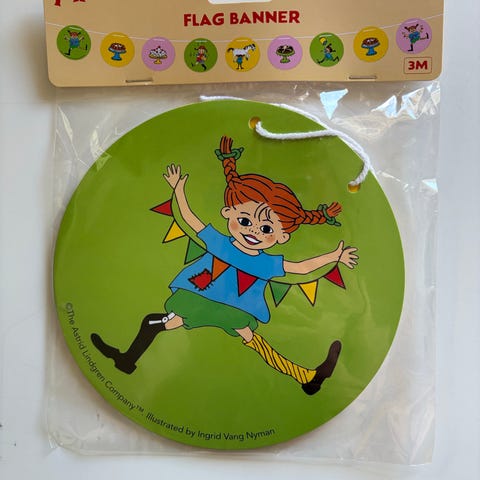 FLAG BANNER
3M
©The Astrid Lindgren Company™. Illustrated by Ingrid Vang Nyman